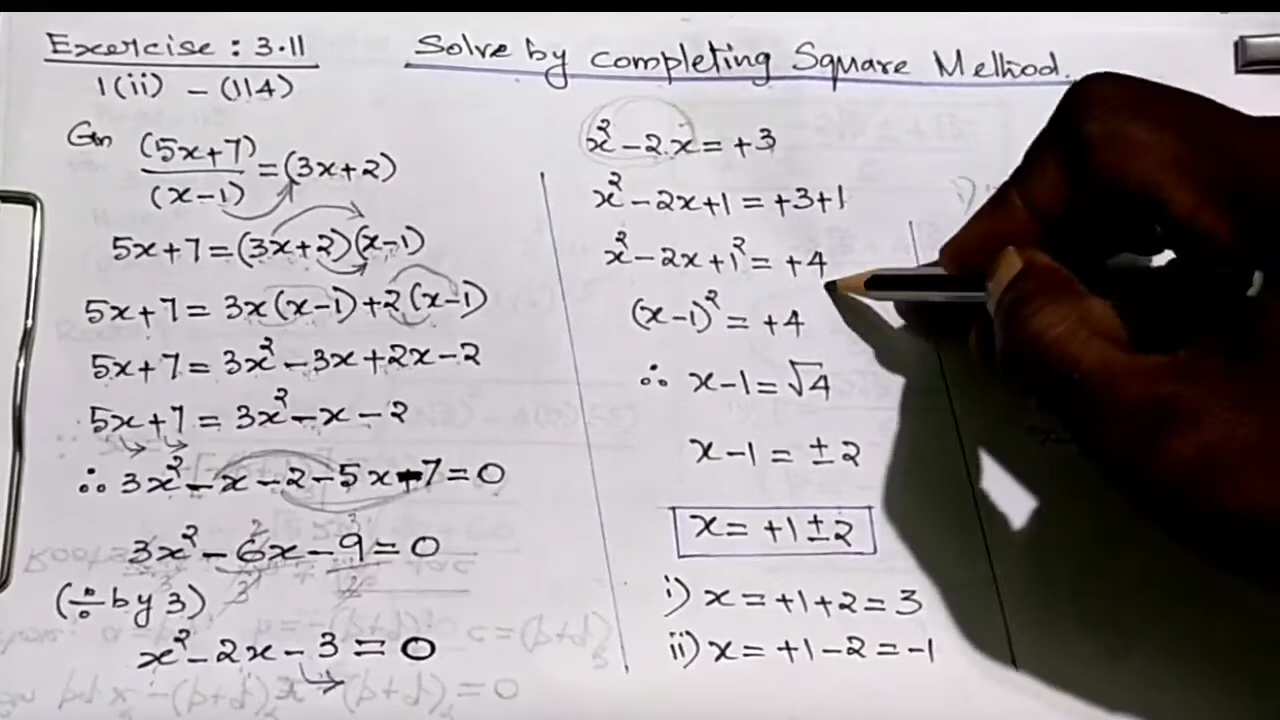 Exercise : 3.11
1(ii) - (114)
Solve by completing Square Method.
Gn (5x+7)/(x-1) = (3x+2)
5x+7 = (3x+2)(x-1)
5x+7 = 3x(x-1)+2(x-1)
5x+7 = 3x² - 3x + 2x - 2
5x+7 = 3x² - x - 2
∴ 3x² - x - 2 - 5x - 7 = 0
3x² - 6x - 9 = 0
(÷ by 3)
x² - 2x - 3 = 0
x² - 2x = +3
x² - 2x + 1 = +3+1
x² - 2x + 1² = +4
(x-1)² = +4
∴ x-1 = √4
x-1 = ±2
x = +1 ± 2
i) x = +1+2 = 3
ii) x = +1-2 = -1